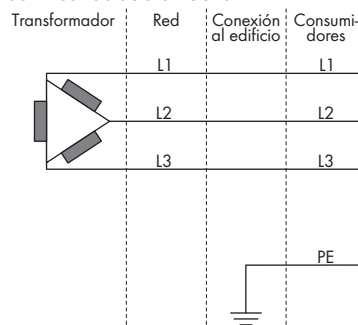 Transformador
Red
Conexión
al edificio
Consumi-
dores
L1
L1
L2
L2
L3
L3
PE